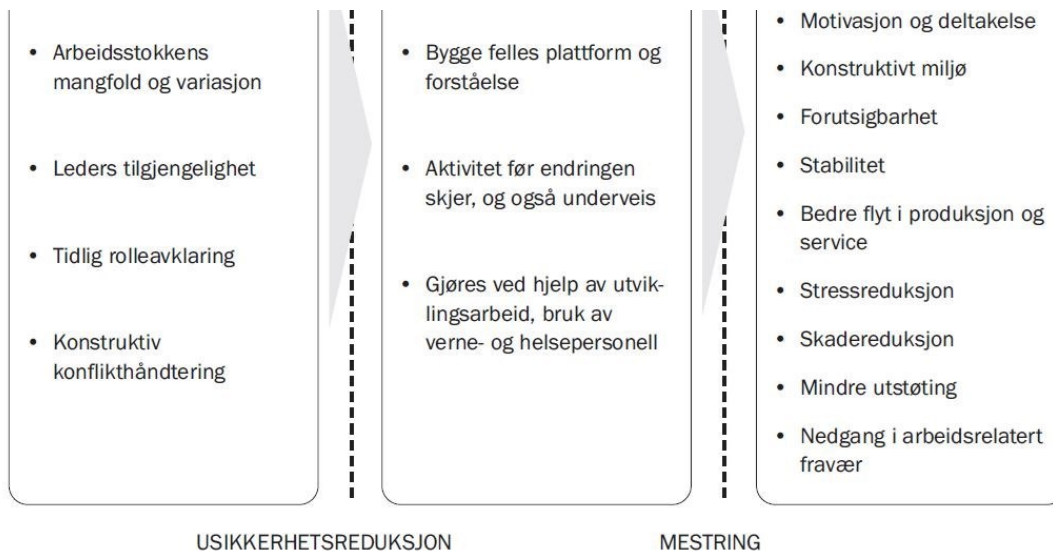 • Arbeidsstokkens
mangfold og variasjon
• Leders tilgjengelighet
• Tidlig rolleavklaring
• Konstruktiv
konflikthåndtering
• Bygge felles plattform og
forståelse
• Aktivitet før endringen
skjer, og også underveis
• Gjøres ved hjelp av utvik-
lingsarbeid, bruk av
verne- og helsepersonell
• Motivasjon og deltakelse
• Konstruktivt miljø
• Forutsigbarhet
• Stabilitet
• Bedre flyt i produksjon og
service
• Stressreduksjon
• Skadereduksjon
• Mindre utstøting
• Nedgang i arbeidsrelatert
fravær
USIKKERHETSREDUKSJON
MESTRING